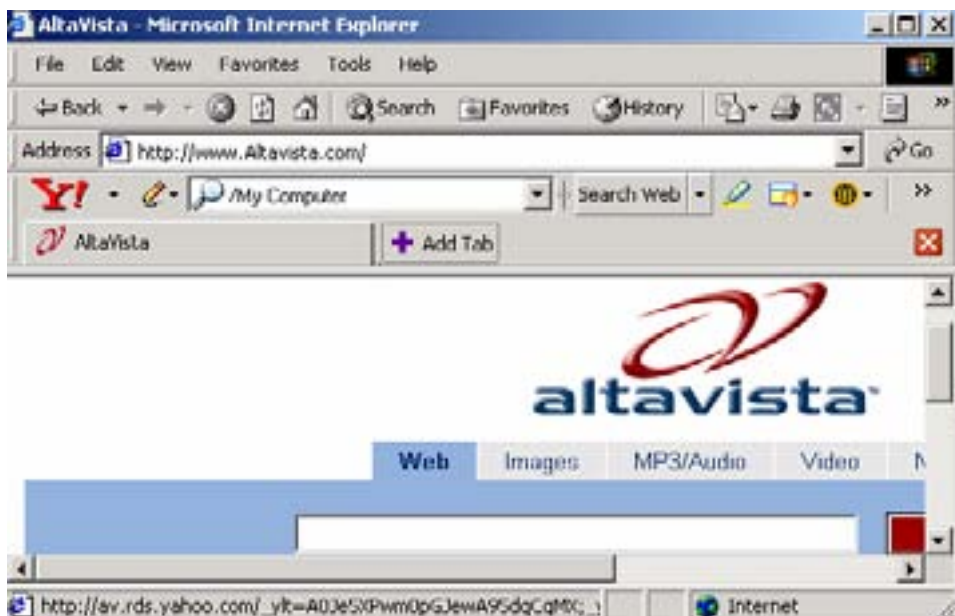 AltaVista - Microsoft Internet Explorer
File Edit View Favorites Tools Help
Back Search Favorites History »
Address http://www.Altavista.com/ Go
Y! /My Computer Search Web »
AltaVista Add Tab
altavista
Web Images MP3/Audio Video N
http://av.rds.yahoo.com/ Internet